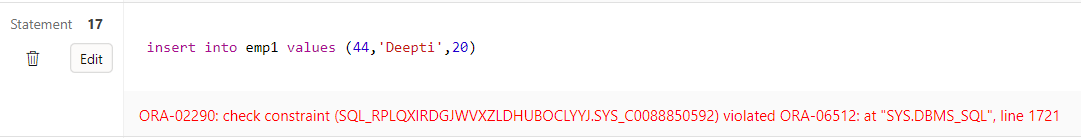 Statement 17
insert into emp1 values (44,'Deepti',20)
Edit
ORA-02290: check constraint (SQL_RPLQXIRDGJWVXZLDHUBOCLYYJ.SYS_C0088850592) violated ORA-06512: at "SYS.DBMS_SQL", line 1721